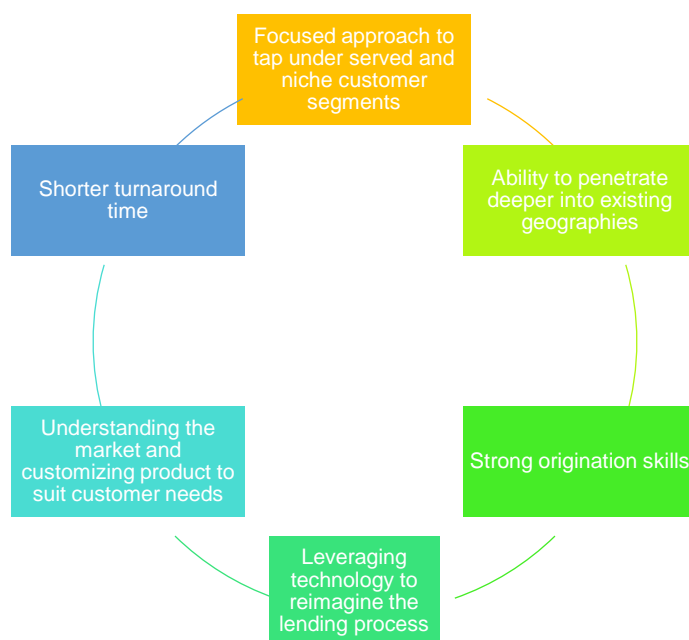 Focused approach to
tap under served and
niche customer
segments
Ability to penetrate
deeper into existing
geographies
Strong origination skills
Leveraging
technology to
reimagine the
lending process
Understanding the
market and
customizing product to
suit customer needs
Shorter turnaround
time